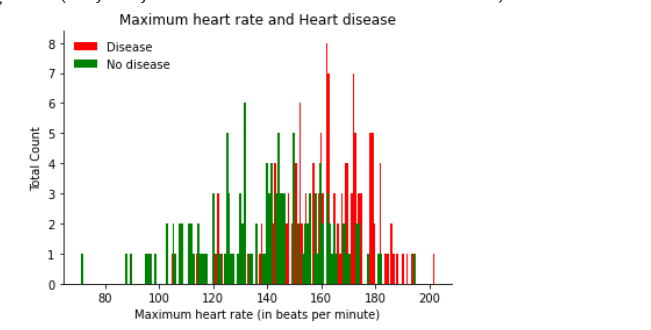 Maximum heart rate and Heart disease
Disease
No disease
Total Count
8
7
6
5
4
3
2
1
0
80 100 120 140 160 180 200
Maximum heart rate (in beats per minute)